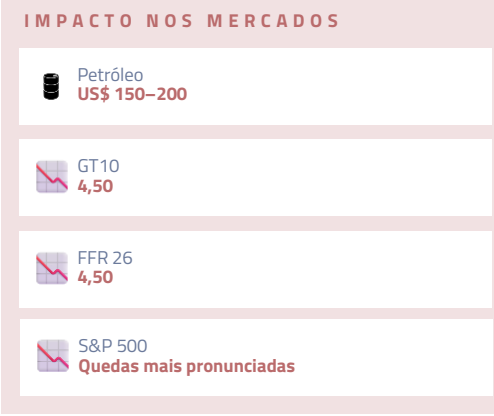 IMPACTO NOS MERCADOS
Petróleo
US$ 150–200
GT10
4,50
FFR 26
4,50
S&P 500
Quedas mais pronunciadas